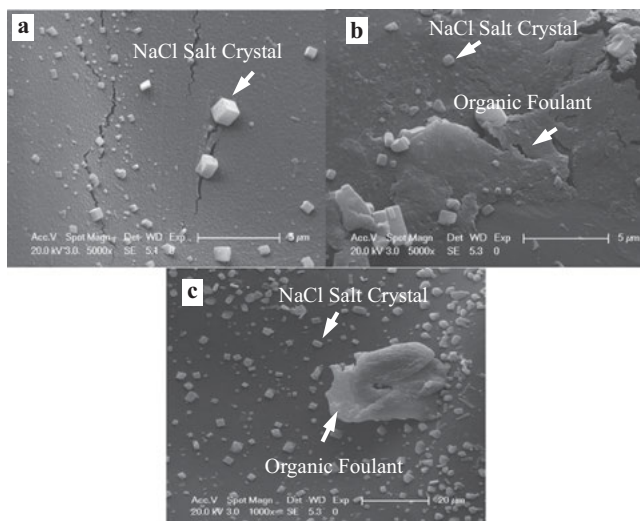 a
NaCl Salt Crystal
Acc.V Spot Magn Det WD Exp
20.0 kV 3.0 5000x SE 5.4
5 µm
b
NaCl Salt Crystal
Organic Foulant
Acc.V Spot Magn Det WD Exp
20.0 kV 3.0 5000x SE 5.3 0
5 µm
c
NaCl Salt Crystal
Organic Foulant
Acc.V Spot Magn Det WD Exp
20.0 kV 3.0 1000x SE 5.3 0
20 µm